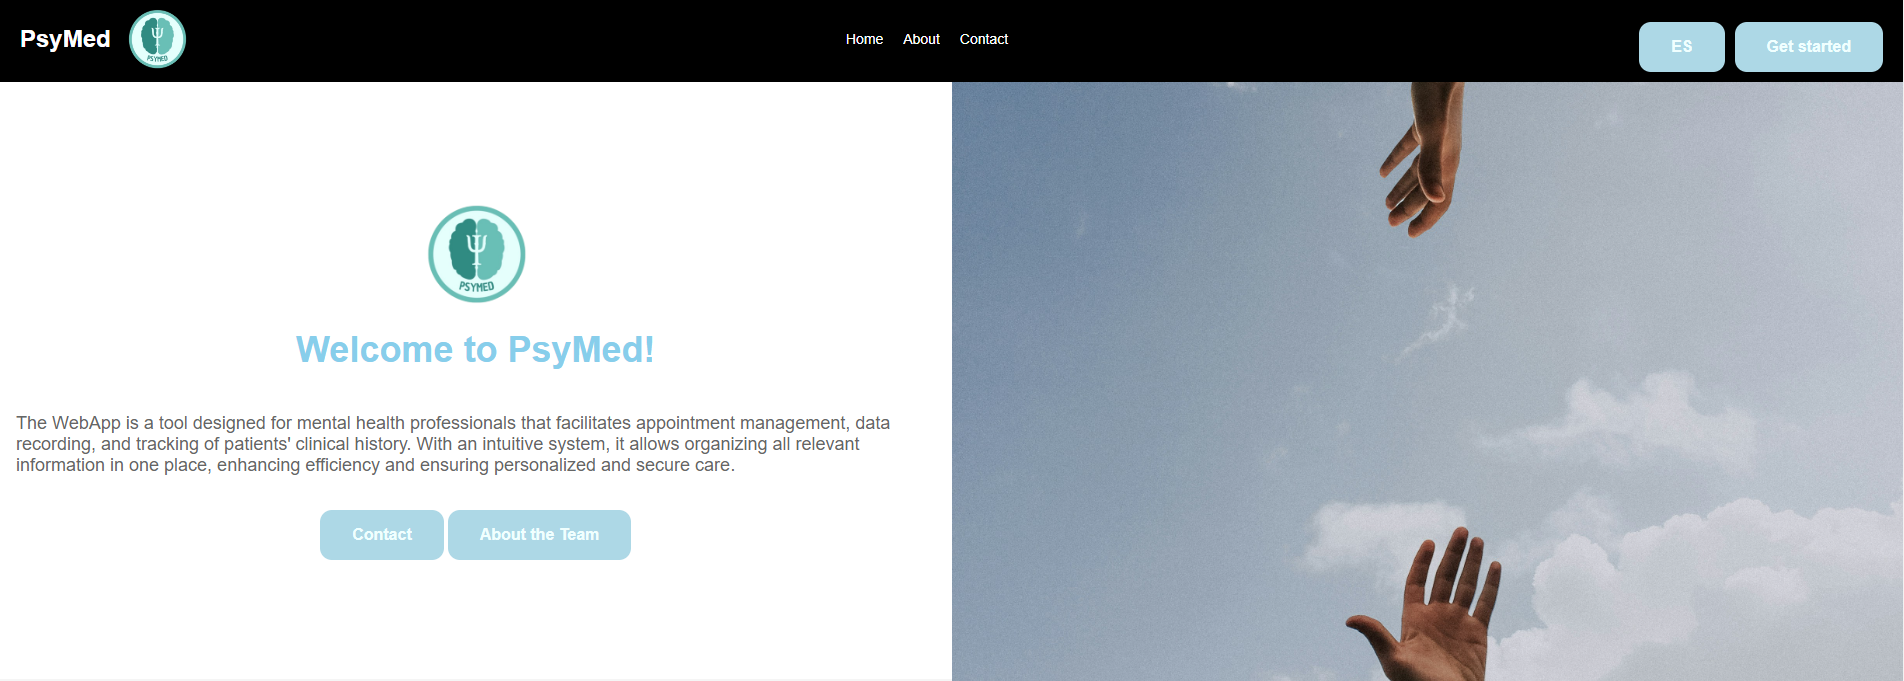 PsyMed
PSYMED
Home About Contact
ES
Get started
PSYMED
Welcome to PsyMed!
The WebApp is a tool designed for mental health professionals that facilitates appointment management, data
recording, and tracking of patients' clinical history. With an intuitive system, it allows organizing all relevant
information in one place, enhancing efficiency and ensuring personalized and secure care.
Contact
About the Team